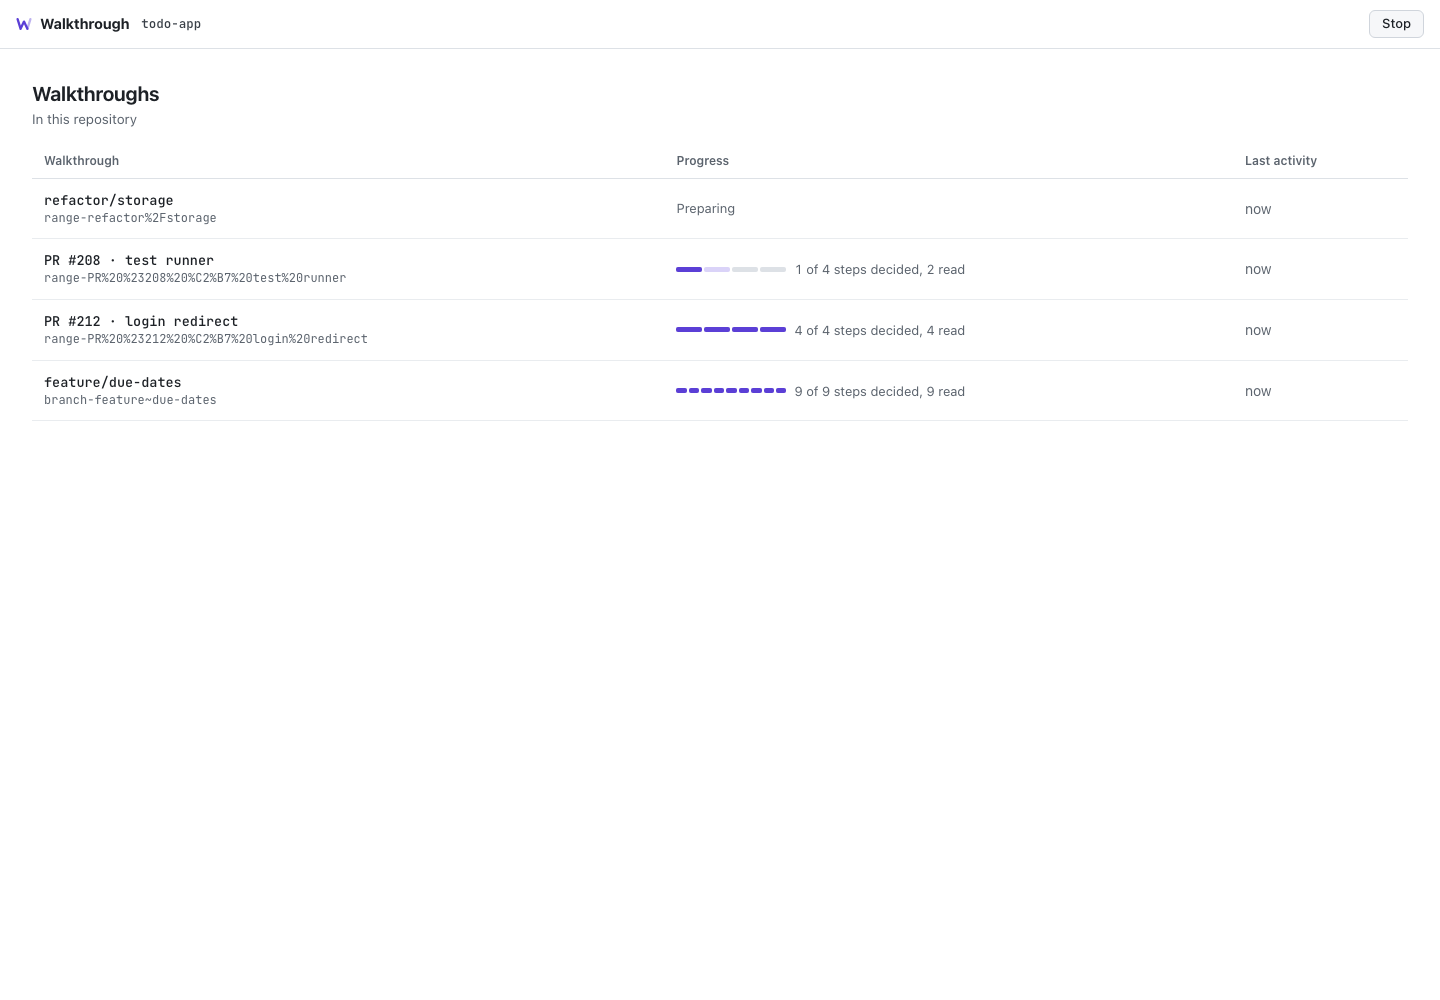 Walkthrough todo-app Stop
Walkthroughs
In this repository
Walkthrough Progress Last activity
refactor/storage
range-refactor%2Fstorage
Preparing now
PR #208 · test runner
range-PR%20%23208%20%C2%B7%20test%20runner
1 of 4 steps decided, 2 read now
PR #212 · login redirect
range-PR%20%23212%20%C2%B7%20login%20redirect
4 of 4 steps decided, 4 read now
feature/due-dates
branch-feature~due-dates
9 of 9 steps decided, 9 read now